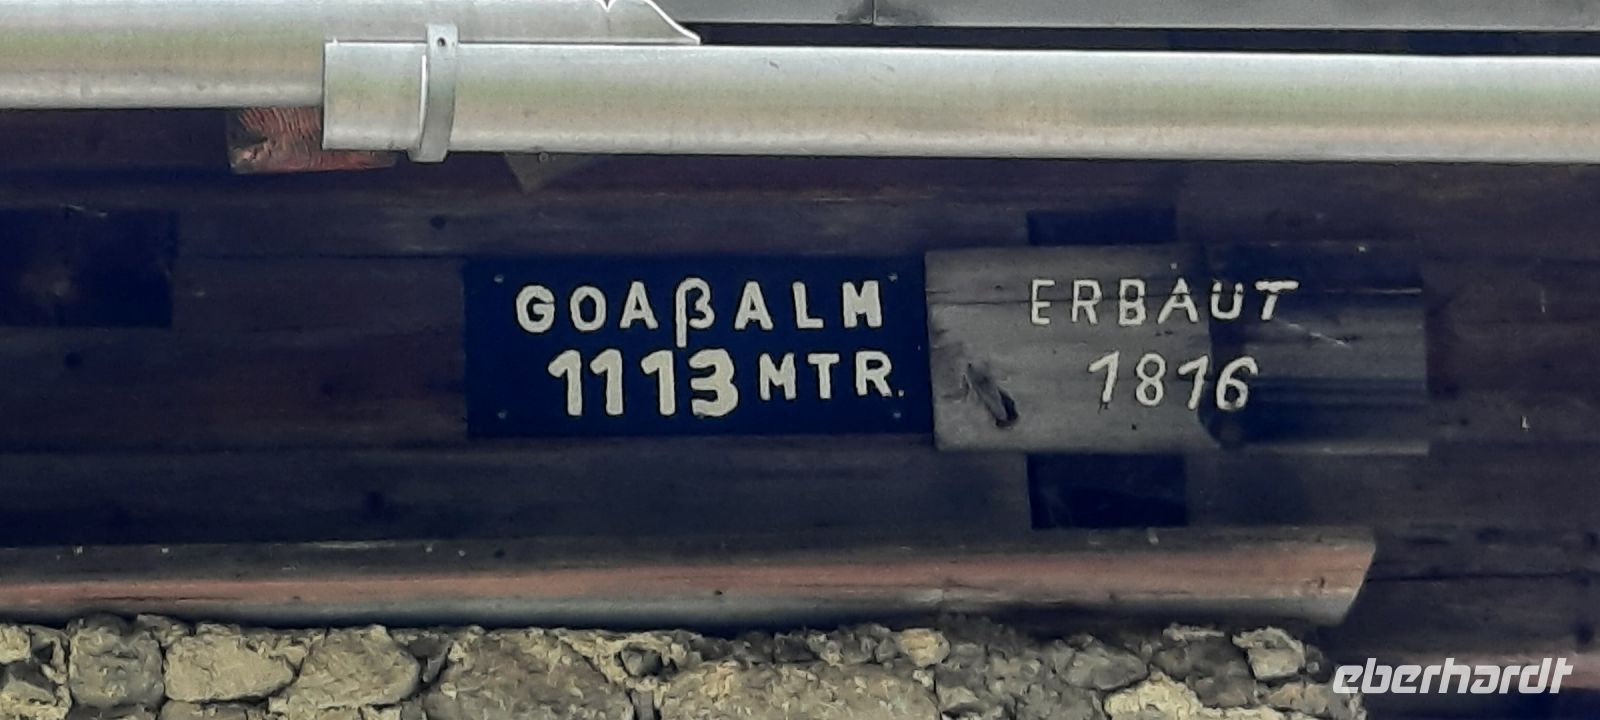 GOAßALM
1113 MTR.
ERBAUT
1816
eberhardt